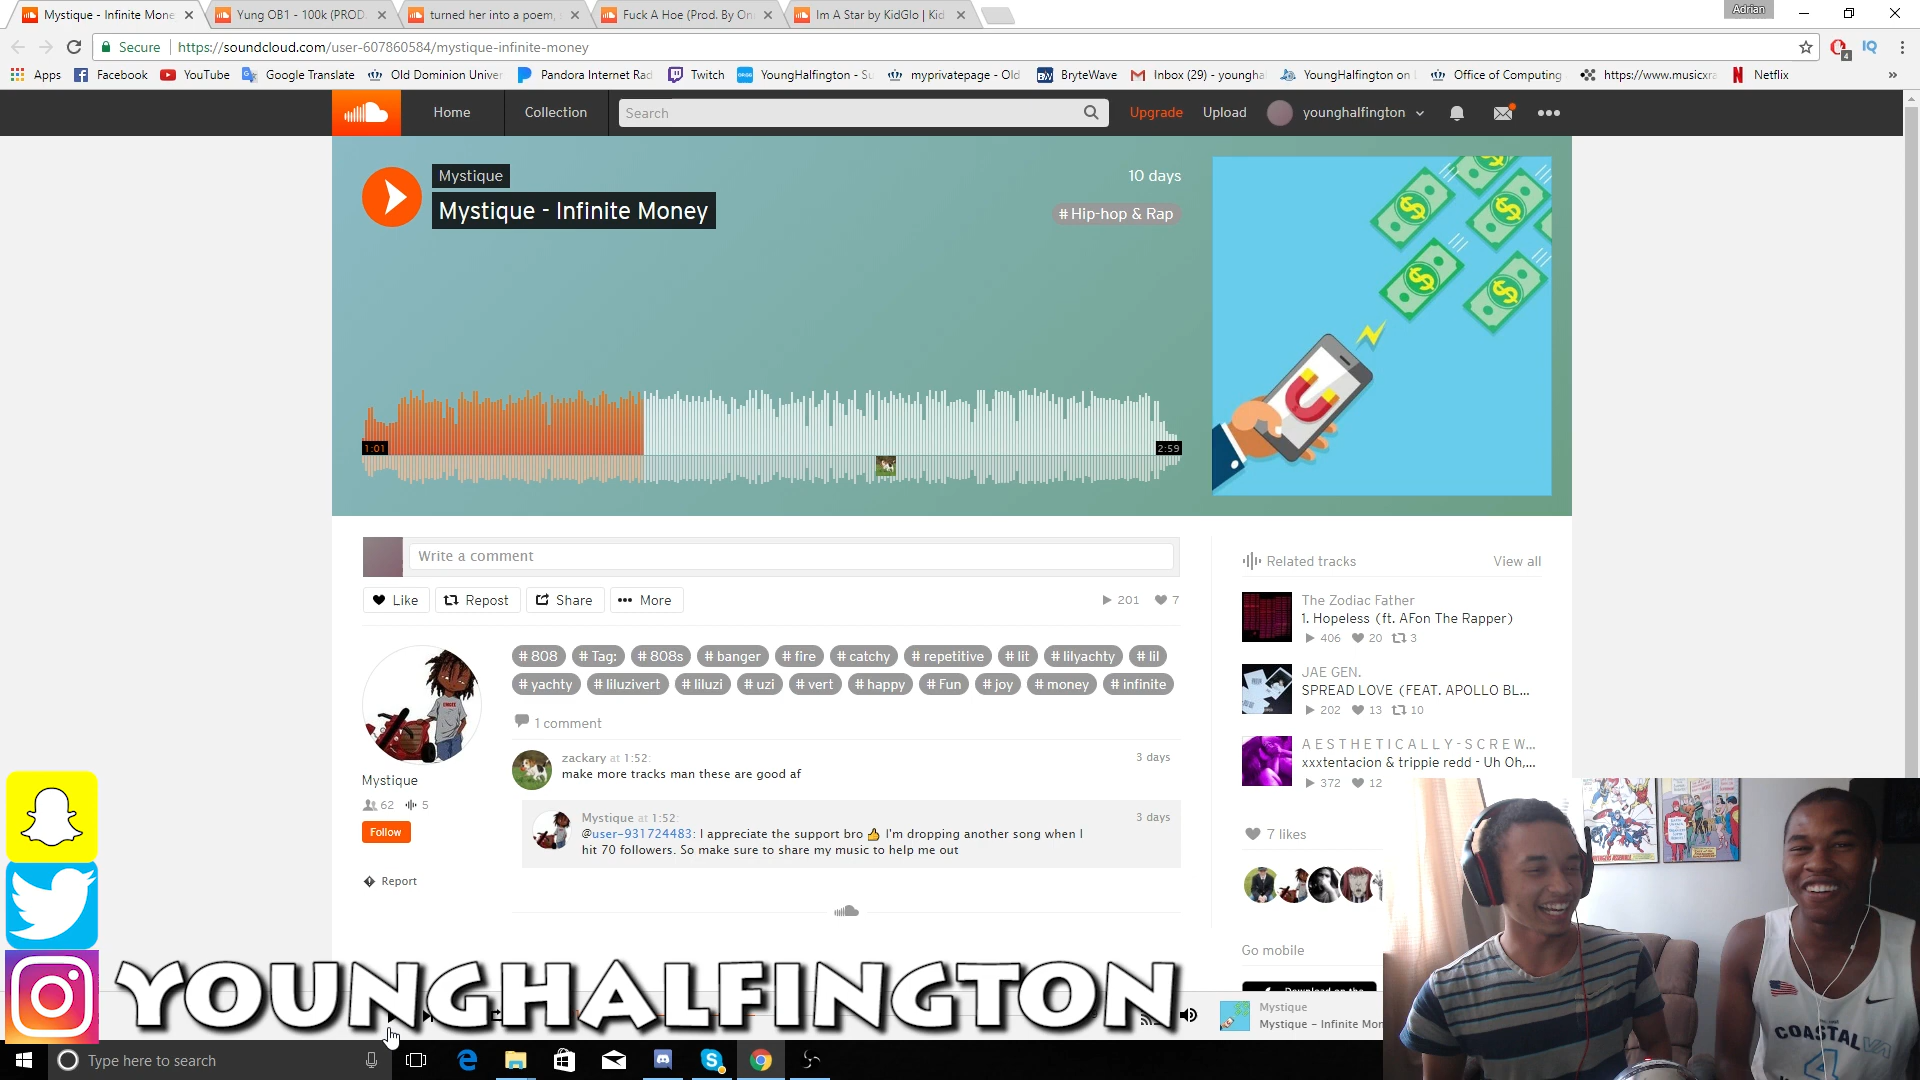 Mystique - Infinite Mone
Yung OB1 - 100k (PROD.
turned her into a poem,
Fuck A Hoe (Prod. By On
Im A Star by KidGlo | Kid
Adrian
Secure
https://soundcloud.com/user-607860584/mystique-infinite-money
IQ
4
Apps
Facebook
YouTube
Google Translate
Old Dominion Univer
Pandora Internet Rad
Twitch
YoungHalfington - Su
myprivatepage - Old
BryteWave
Inbox (29) - youngha
YoungHalfington on
Office of Computing
https://www.musicxra
Netflix
Home
Collection
Search
Upgrade
Upload
younghalfington
Mystique
10 days
Mystique - Infinite Money
# Hip-hop & Rap
1:01
2:59
Write a comment
Like
Repost
Share
More
201
7
# 808
# Tag:
# 808s
# banger
# fire
# catchy
# repetitive
# lit
# lilyachty
# lil
# yachty
# liluzivert
# liluzi
# uzi
# vert
# happy
# Fun
# joy
# money
# infinite
1 comment
zackary at 1:52:
3 days
make more tracks man these are good af
Mystique at 1:52:
3 days
@user-931724483: I appreciate the support bro 👍 I'm dropping another song when I
hit 70 followers. So make sure to share my music to help me out
Mystique
62
5
Follow
Report
Related tracks
View all
The Zodiac Father
1. Hopeless (ft. AFon The Rapper)
406
20
3
JAE GEN.
SPREAD LOVE (FEAT. APOLLO BL...
202
13
10
A E S T H E T I C A L L Y - S C R E W...
xxxtentacion & trippie redd - Uh Oh,...
372
12
7 likes
Go mobile
Download on the
Mystique
Mystique – Infinite Mon
YOUNGHALFINGTON
COASTAL
4
Type here to search